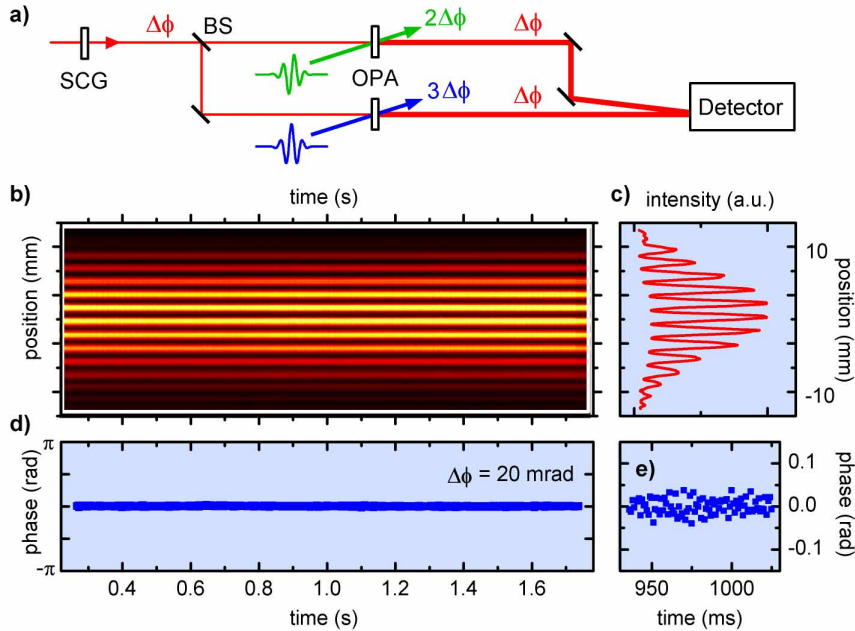 a)
Δϕ
BS
2Δϕ
Δϕ
SCG
OPA
3Δϕ
Δϕ
Detector
b)
time (s)
c)
intensity (a.u.)
position (mm)
10
-10
position (mm)
d)
π
-π
phase (rad)
Δϕ = 20 mrad
0.4 0.6 0.8 1.0 1.2 1.4 1.6
time (s)
e)
0.1
0.0
-0.1
phase (rad)
950 1000
time (ms)